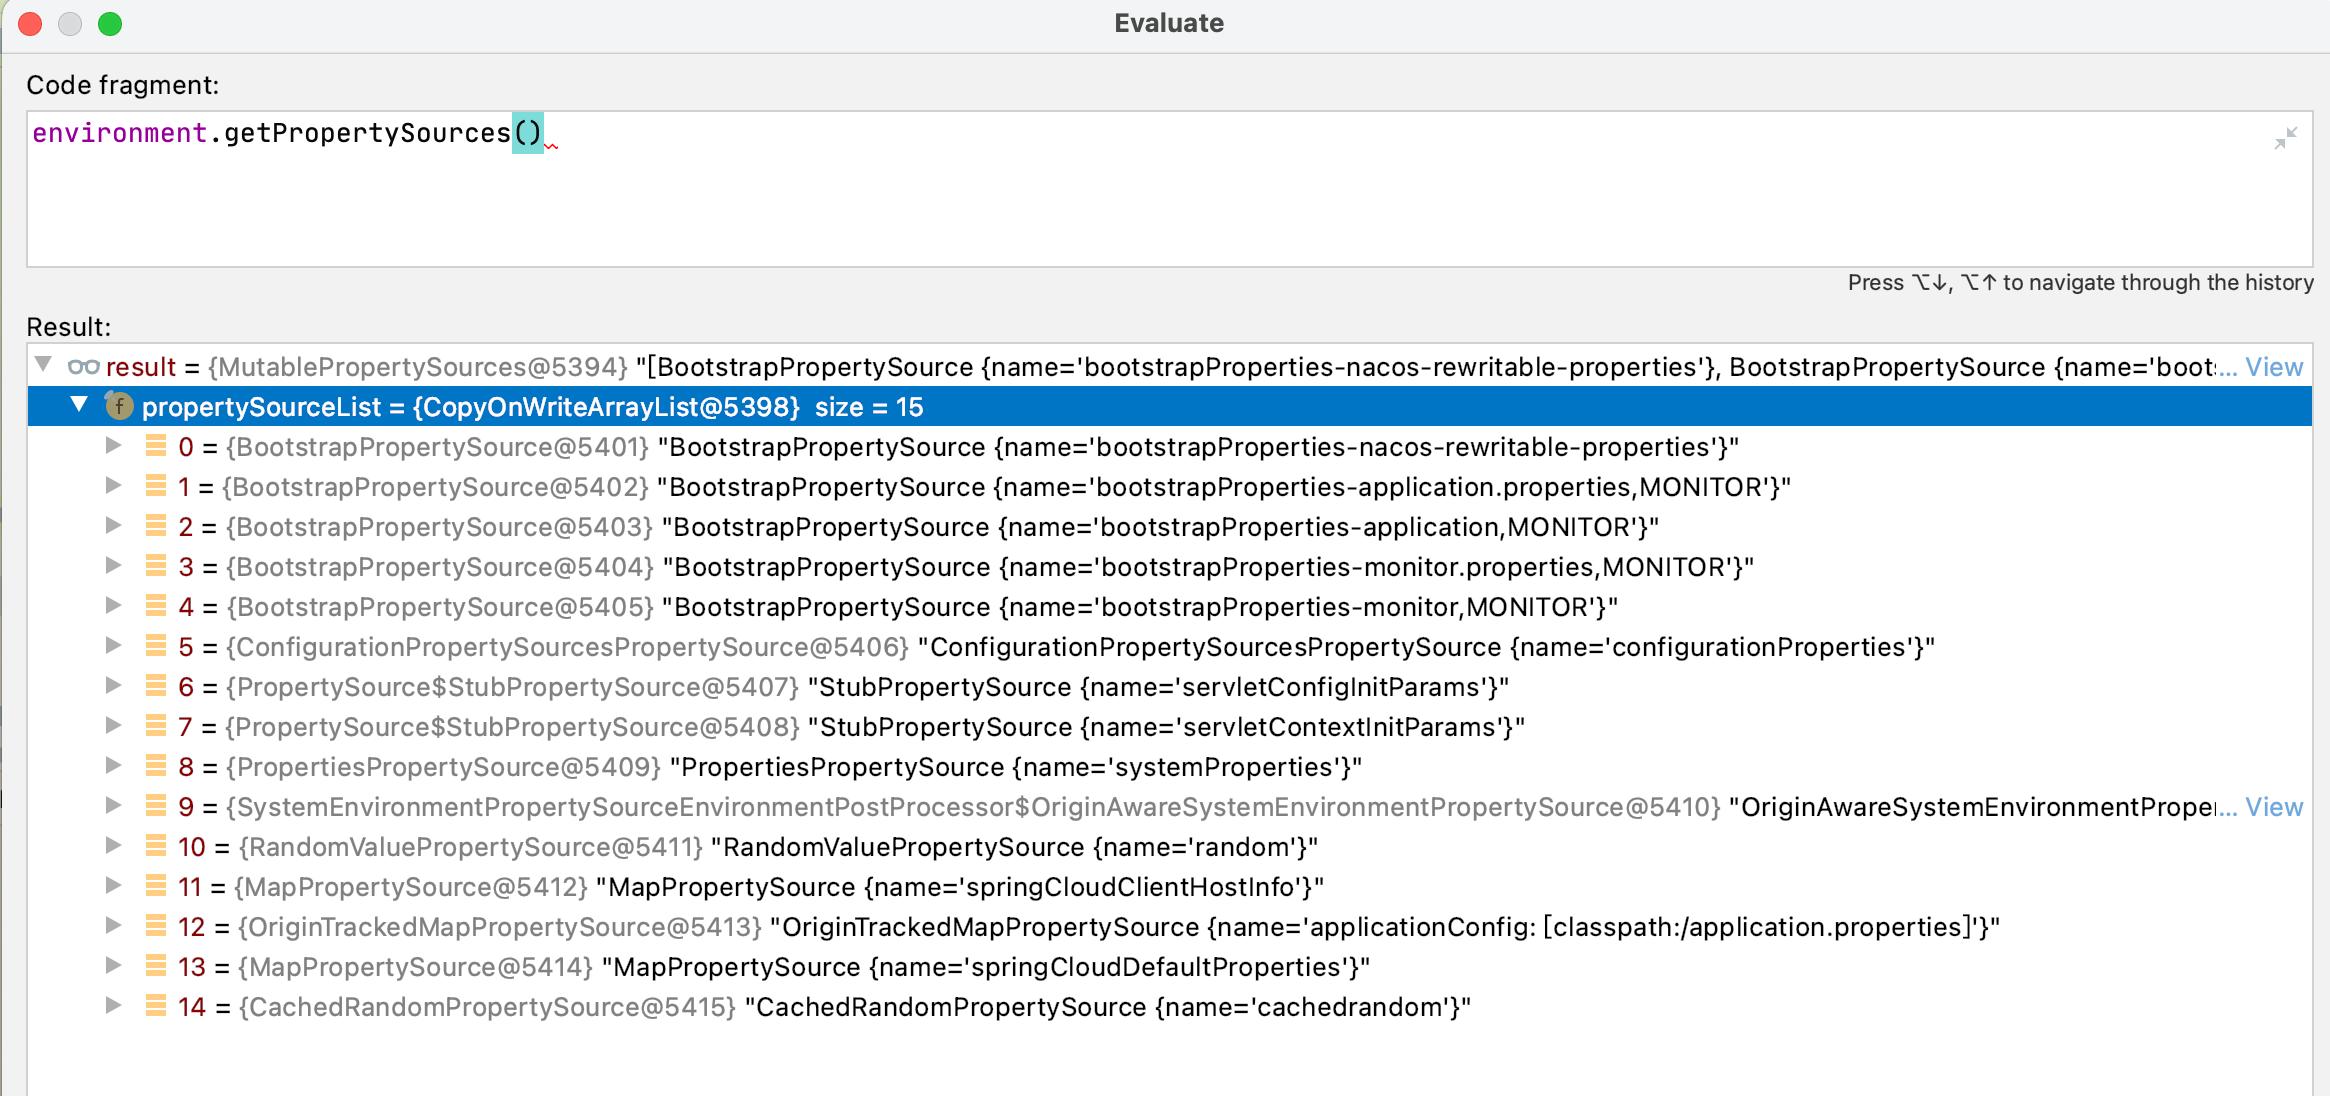 Evaluate
Code fragment:
environment.getPropertySources()
Press ⌥↓, ⌥↑ to navigate through the history
Result:
result = {MutablePropertySources@5394} "[BootstrapPropertySource {name='bootstrapProperties-nacos-rewritable-properties'}, BootstrapPropertySource {name='boot... View
f propertySourceList = {CopyOnWriteArrayList@5398} size = 15
0 = {BootstrapPropertySource@5401} "BootstrapPropertySource {name='bootstrapProperties-nacos-rewritable-properties'}"
1 = {BootstrapPropertySource@5402} "BootstrapPropertySource {name='bootstrapProperties-application.properties,MONITOR'}"
2 = {BootstrapPropertySource@5403} "BootstrapPropertySource {name='bootstrapProperties-application,MONITOR'}"
3 = {BootstrapPropertySource@5404} "BootstrapPropertySource {name='bootstrapProperties-monitor.properties,MONITOR'}"
4 = {BootstrapPropertySource@5405} "BootstrapPropertySource {name='bootstrapProperties-monitor,MONITOR'}"
5 = {ConfigurationPropertySourcesPropertySource@5406} "ConfigurationPropertySourcesPropertySource {name='configurationProperties'}"
6 = {PropertySource$StubPropertySource@5407} "StubPropertySource {name='servletConfigInitParams'}"
7 = {PropertySource$StubPropertySource@5408} "StubPropertySource {name='servletContextInitParams'}"
8 = {PropertiesPropertySource@5409} "PropertiesPropertySource {name='systemProperties'}"
9 = {SystemEnvironmentPropertySourceEnvironmentPostProcessor$OriginAwareSystemEnvironmentPropertySource@5410} "OriginAwareSystemEnvironmentProper... View
10 = {RandomValuePropertySource@5411} "RandomValuePropertySource {name='random'}"
11 = {MapPropertySource@5412} "MapPropertySource {name='springCloudClientHostInfo'}"
12 = {OriginTrackedMapPropertySource@5413} "OriginTrackedMapPropertySource {name='applicationConfig: [classpath:/application.properties]'}"
13 = {MapPropertySource@5414} "MapPropertySource {name='springCloudDefaultProperties'}"
14 = {CachedRandomPropertySource@5415} "CachedRandomPropertySource {name='cachedrandom'}"